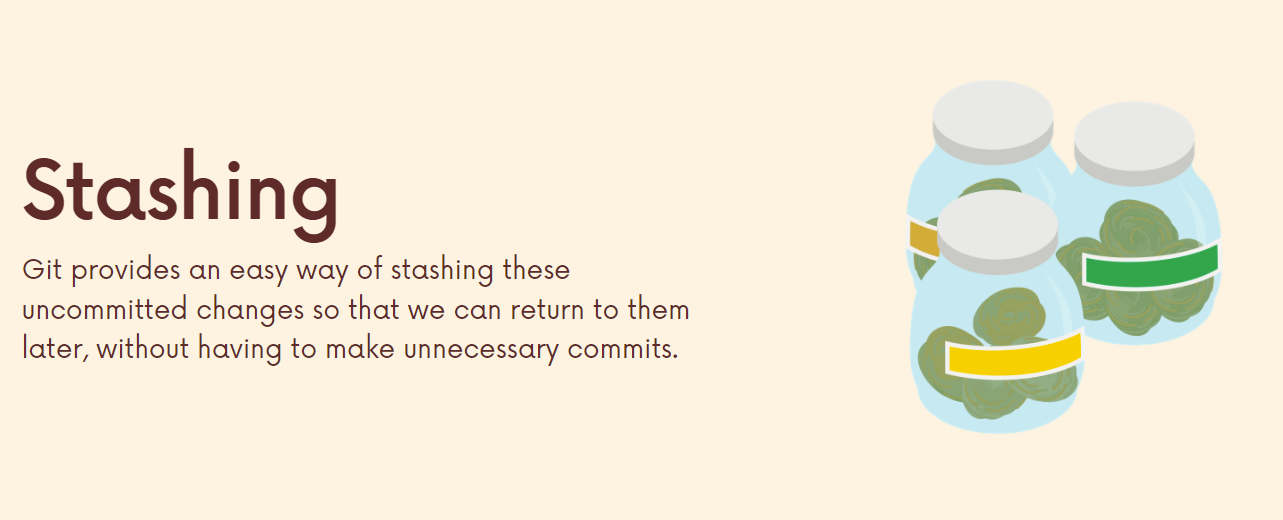 Stashing
Git provides an easy way of stashing these
uncommitted changes so that we can return to them
later, without having to make unnecessary commits.